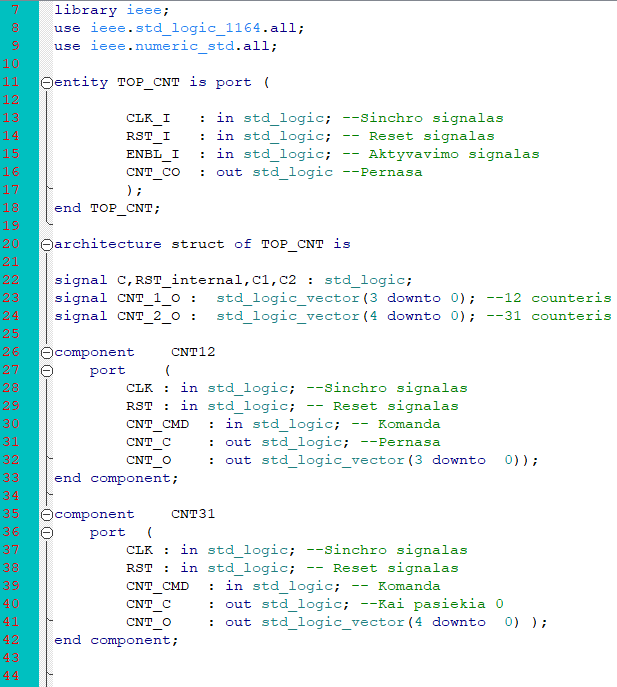 7 library ieee;
8 use ieee.std_logic_1164.all;
9 use ieee.numeric_std.all;
10
11 entity TOP_CNT is port (
12
13 CLK_I : in std_logic; --Sinchro signalas
14 RST_I : in std_logic; -- Reset signalas
15 ENBL_I : in std_logic; -- Aktyvavimo signalas
16 CNT_CO : out std_logic --Pernasa
17 );
18 end TOP_CNT;
19
20 architecture struct of TOP_CNT is
21
22 signal C,RST_internal,C1,C2 : std_logic;
23 signal CNT_1_O : std_logic_vector(3 downto 0); --12 counteris
24 signal CNT_2_O : std_logic_vector(4 downto 0); --31 counteris
25
26 component CNT12
27 port (
28 CLK : in std_logic; --Sinchro signalas
29 RST : in std_logic; -- Reset signalas
30 CNT_CMD : in std_logic; -- Komanda
31 CNT_C : out std_logic; --Pernasa
32 CNT_O : out std_logic_vector(3 downto 0));
33 end component;
34
35 component CNT31
36 port (
37 CLK : in std_logic; --Sinchro signalas
38 RST : in std_logic; -- Reset signalas
39 CNT_CMD : in std_logic; -- Komanda
40 CNT_C : out std_logic; --Kai pasiekia 0
41 CNT_O : out std_logic_vector(4 downto 0) );
42 end component;
43
44